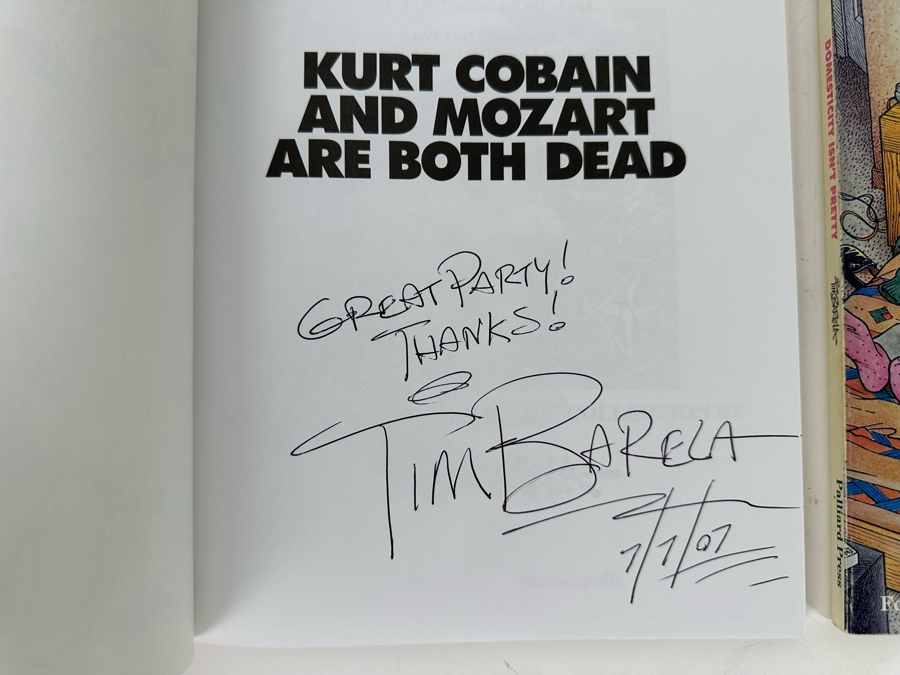 KURT COBAIN
AND MOZART
ARE BOTH DEAD
GREAT PARTY!
THANKS!
TIM BARELA
7/7/07
DOMESTICITY ISN'T PRETTY
Palliard Press